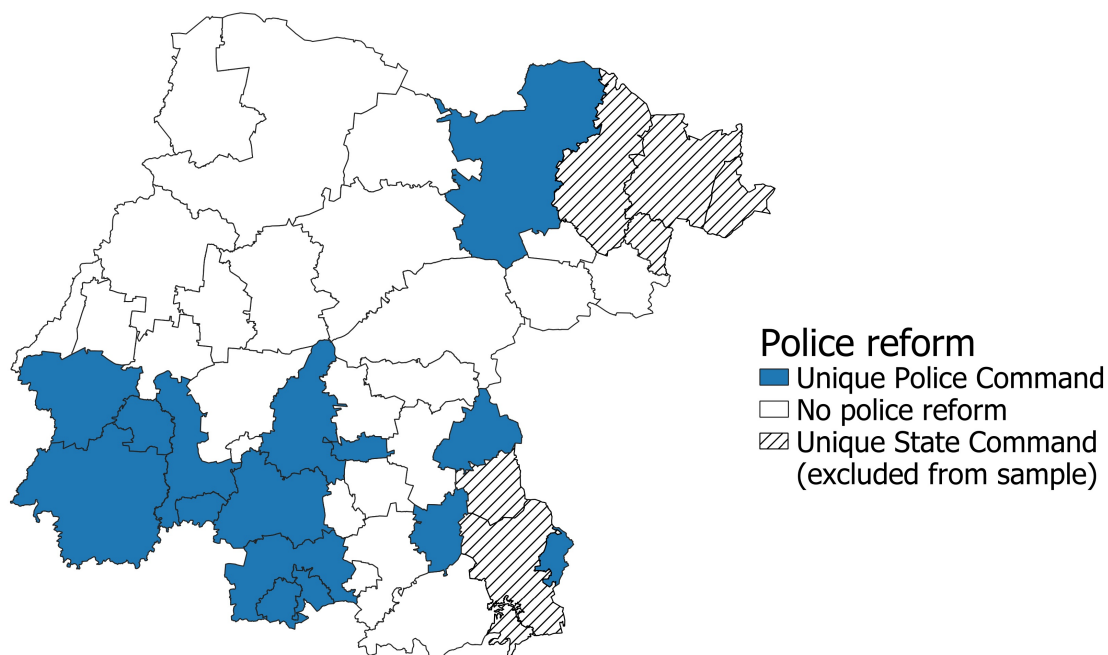 Police reform
Unique Police Command
No police reform
Unique State Command
(excluded from sample)